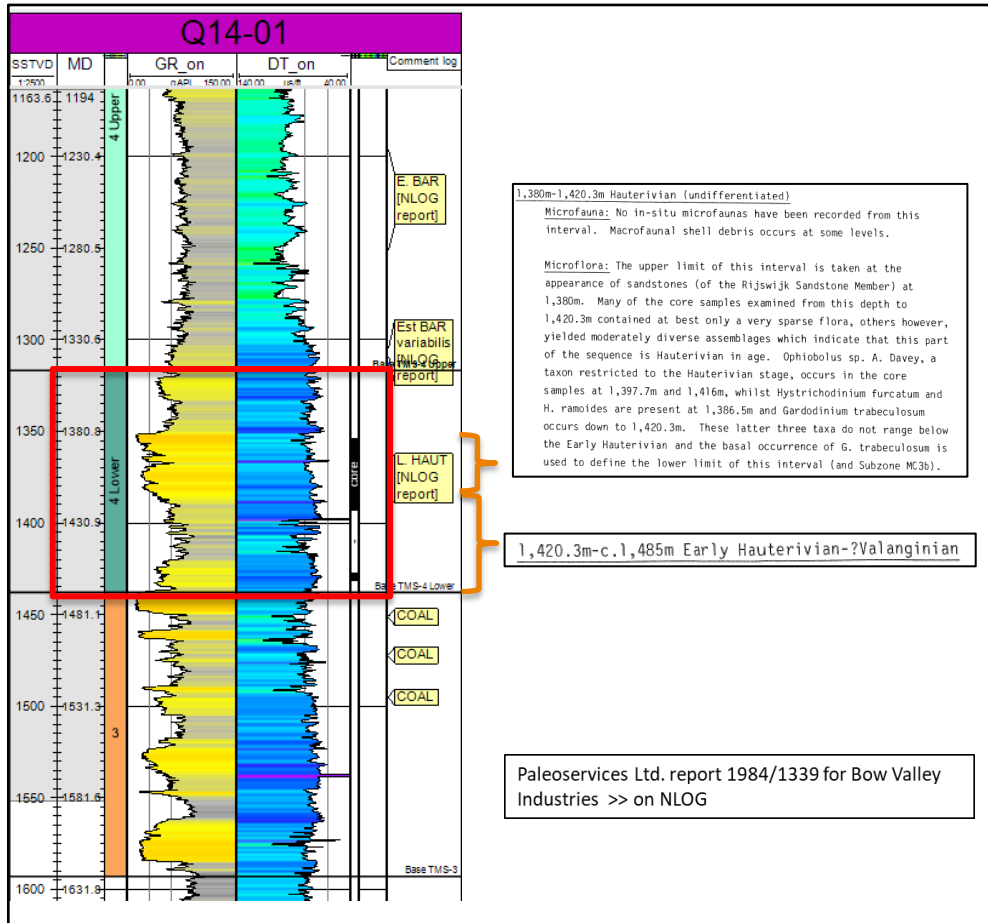 Q14-01
SSTVD MD GR_on DT_on Comment log
1:2500 0.00 gAPI 150.00 140.00 us/ft 40.00
1163.6 1194
4 Upper
1200 1230.4
E. BAR
[NLOG
report]
1250 1280.5
1300 1330.6
Est BAR
variabilis
[NLOG
Base TMS-4 Upper
report]
1350 1380.8
4 Lower
core
L. HAUT
[NLOG
report]
1400 1430.9
Base TMS-4 Lower
1450 1481.1
COAL
COAL
COAL
1500 1531.3
3
1550 1581.5
Base TMS-3
1600 1631.8
1,380m-1,420.3m Hauterivian (undifferentiated)
Microfauna: No in-situ microfaunas have been recorded from this
interval. Macrofaunal shell debris occurs at some levels.
Microflora: The upper limit of this interval is taken at the
appearance of sandstones (of the Rijswijk Sandstone Member) at
1,380m. Many of the core samples examined from this depth to
1,420.3m contained at best only a very sparse flora, others however,
yielded moderately diverse assemblages which indicate that this part
of the sequence is Hauterivian in age. Ophiobolus sp. A. Davey, a
taxon restricted to the Hauterivian stage, occurs in the core
samples at 1,397.7m and 1,416m, whilst Hystrichodinium furcatum and
H. ramoides are present at 1,386.5m and Gardodinium trabeculosum
occurs down to 1,420.3m. These latter three taxa do not range below
the Early Hauterivian and the basal occurrence of G. trabeculosum is
used to define the lower limit of this interval (and Subzone MC3b).
1,420.3m-c.1,485m Early Hauterivian-?Valanginian
Paleoservices Ltd. report 1984/1339 for Bow Valley
Industries >> on NLOG